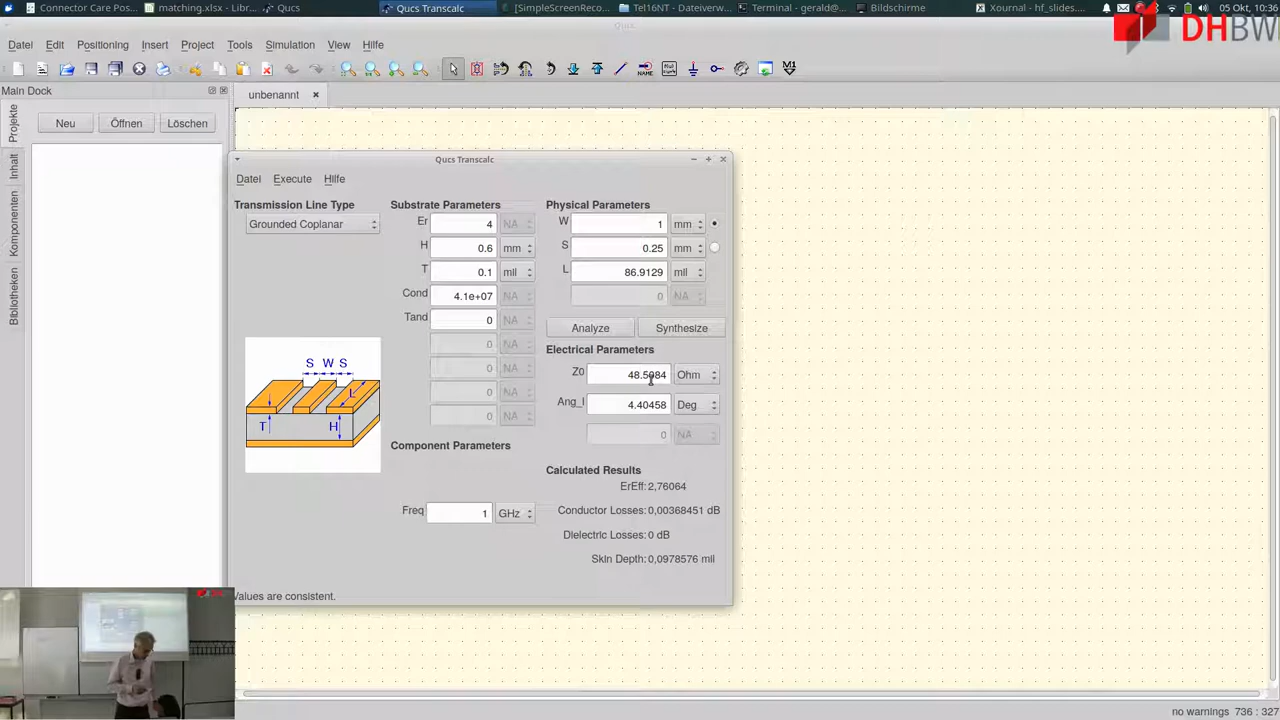 Connector Care Pos... matching.xlsx - Libr... Qucs Qucs Transcalc [SimpleScreenReco... Tel16NT - Dateiverw... Terminal - gerald@... Bildschirme Xournal - hf_slides... 05 Okt, 10:36
Qucs
DHBW
Datei Edit Positioning Insert Project Tools Simulation View Hilfe
NAME
Main Dock
unbenannt
Projekte
Inhalt
Komponenten
Bibliotheken
Neu Öffnen Löschen
Qucs Transcalc
Datei Execute Hilfe
Transmission Line Type
Grounded Coplanar
S W S
L
T H
Substrate Parameters
Er 4 NA
H 0.6 mm
T 0.1 mil
Cond 4.1e+07 NA
Tand 0 NA
0
0
0
0
Component Parameters
Freq 1 GHz
Physical Parameters
W 1 mm
S 0.25 mm
L 86.9129 mil
0 NA
Analyze Synthesize
Electrical Parameters
Z0 48.5084 Ohm
Ang_l 4.40458 Deg
0 NA
Calculated Results
ErEff: 2,76064
Conductor Losses: 0,00368451 dB
Dielectric Losses: 0 dB
Skin Depth: 0,0978576 mil
Values are consistent.
no warnings 736 : 327